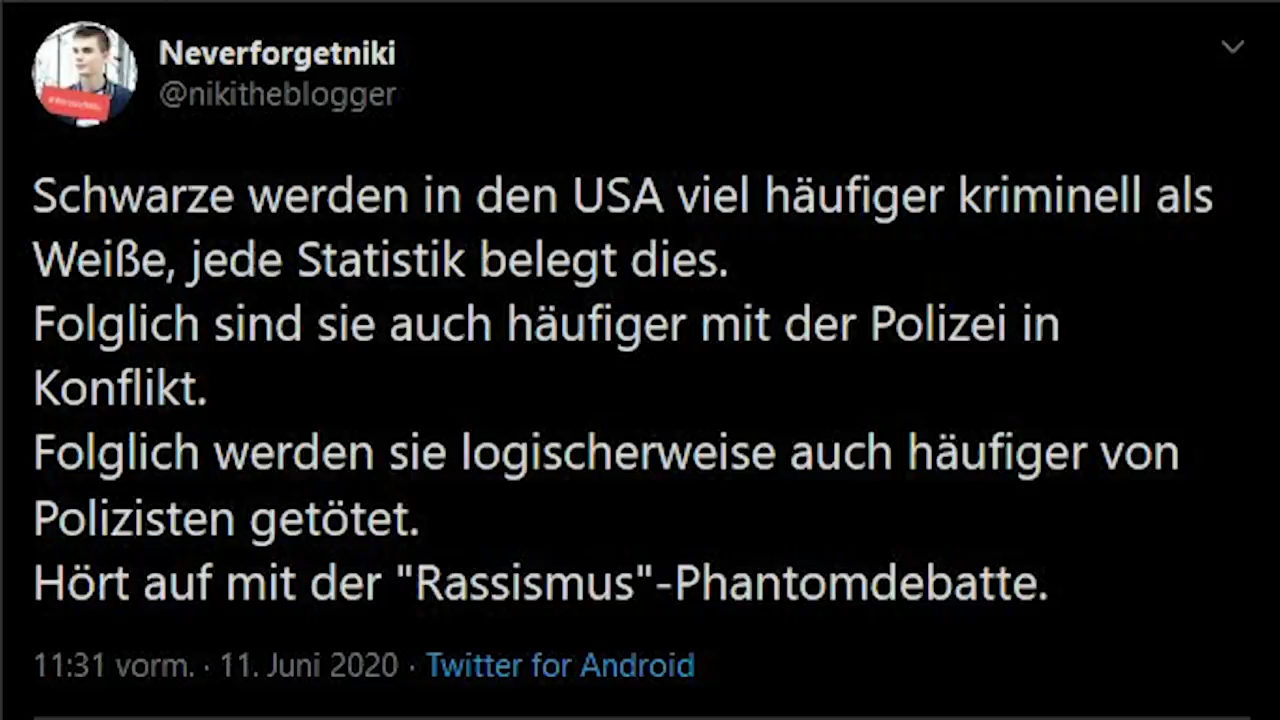 Neverforgetniki
@nikitheblogger
Schwarze werden in den USA viel häufiger kriminell als
Weiße, jede Statistik belegt dies.
Folglich sind sie auch häufiger mit der Polizei in
Konflikt.
Folglich werden sie logischerweise auch häufiger von
Polizisten getötet.
Hört auf mit der "Rassismus"-Phantomdebatte.
11:31 vorm. · 11. Juni 2020 · Twitter for Android